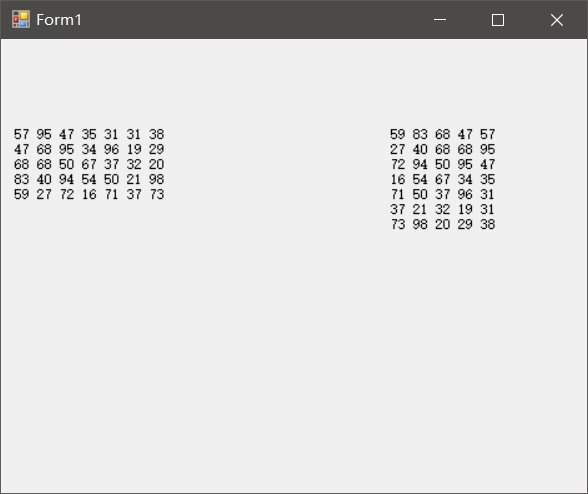 Form1
57 95 47 35 31 31 38
47 68 95 34 96 19 29
68 68 50 67 37 32 20
83 40 94 54 50 21 98
59 27 72 16 71 37 73
59 83 68 47 57
27 40 68 68 95
72 94 50 95 47
16 54 67 34 35
71 50 37 96 31
37 21 32 19 31
73 98 20 29 38